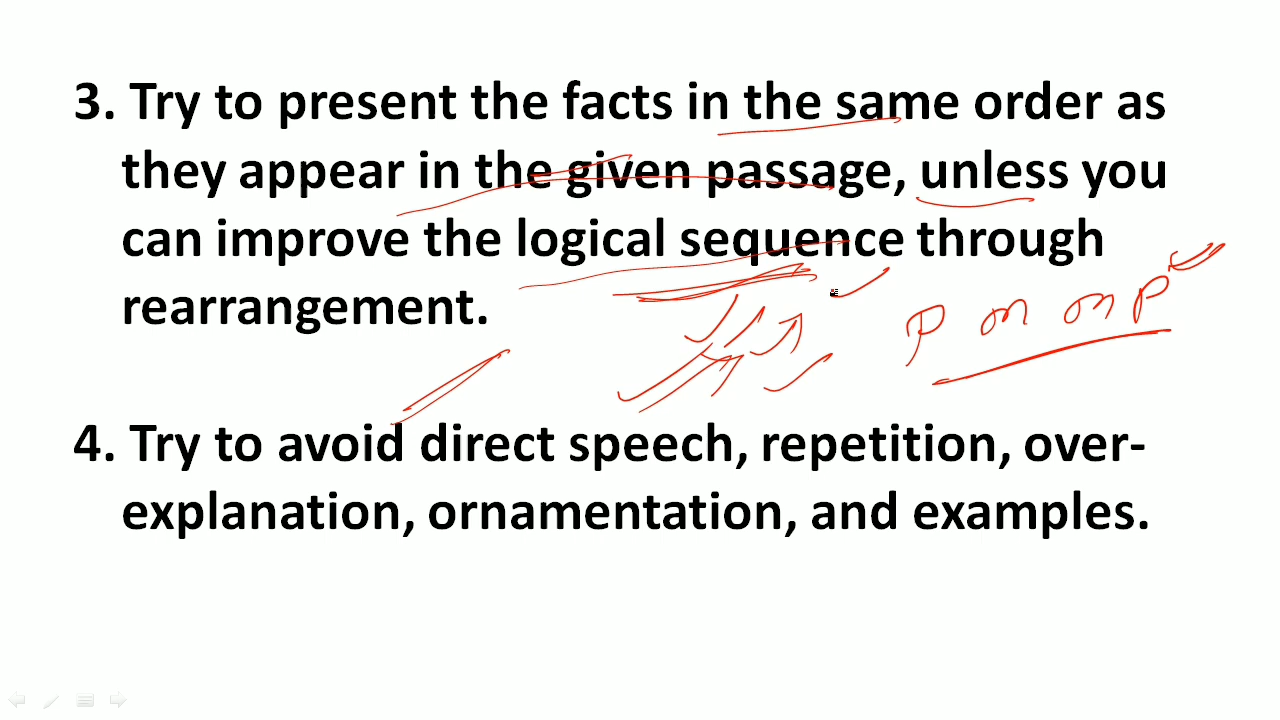 3. Try to present the facts in the same order as
they appear in the given passage, unless you
can improve the logical sequence through
rearrangement.
4. Try to avoid direct speech, repetition, over-
explanation, ornamentation, and examples.